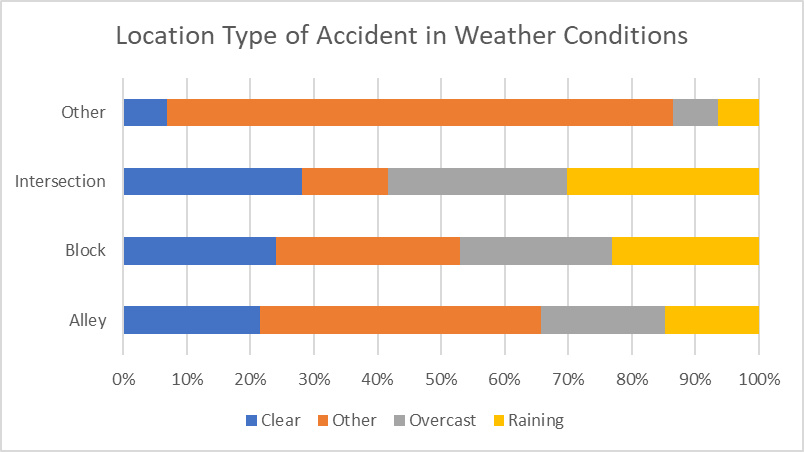 Location Type of Accident in Weather Conditions
Other
Intersection
Block
Alley
0% 10% 20% 30% 40% 50% 60% 70% 80% 90% 100%
Clear Other Overcast Raining